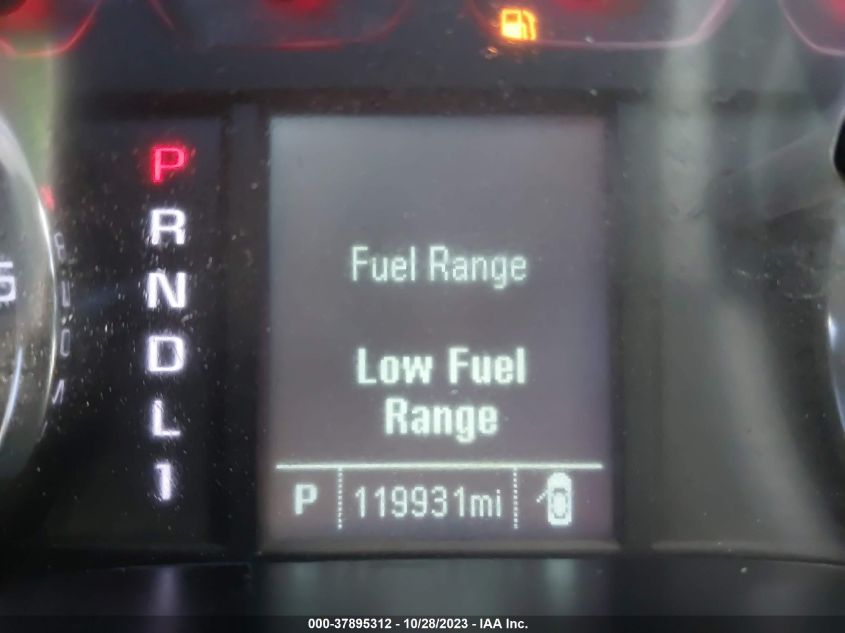 P
R
N
D
L
1
Fuel Range
Low Fuel
Range
P 119931mi
000-37895312 - 10/28/2023 - IAA Inc.